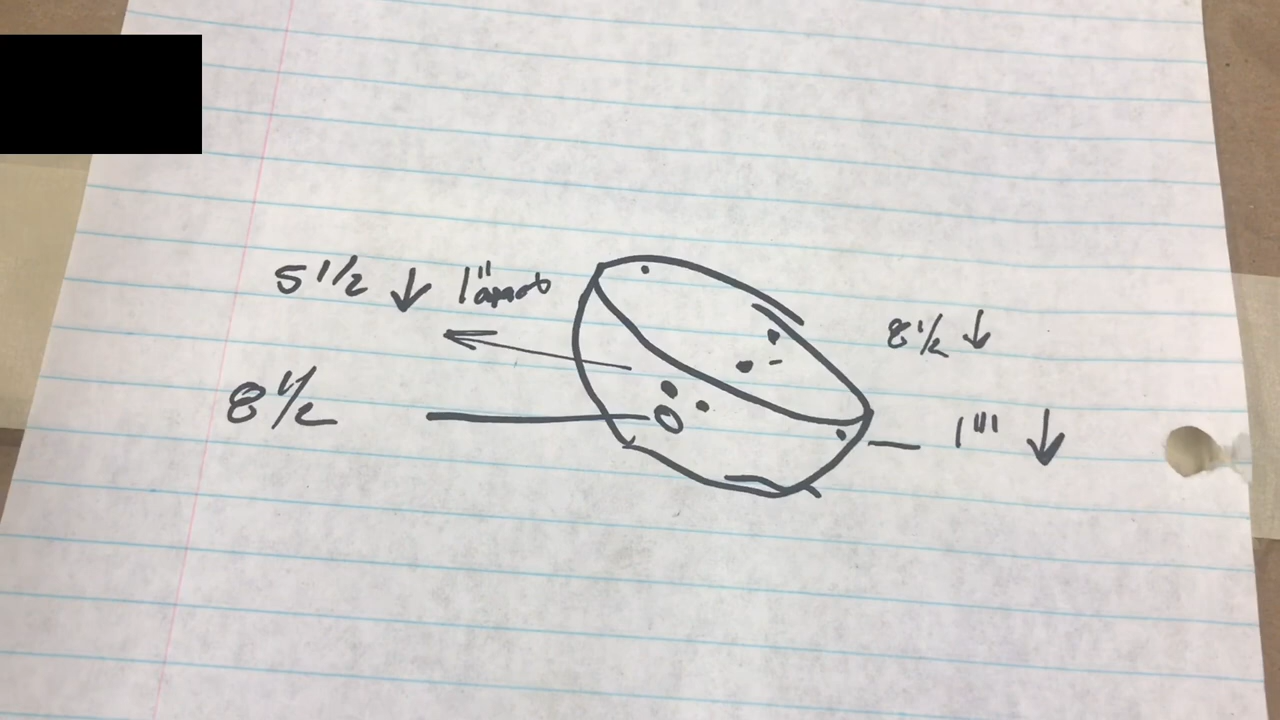 5 1/2 ↓ 1" apart
8 1/2 ↓
8 1/2
1"' ↓